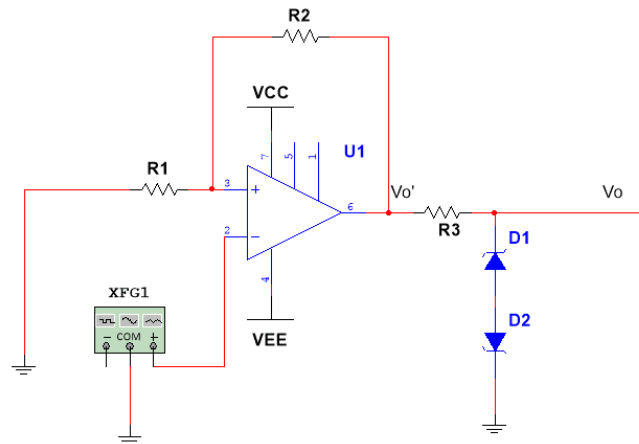 R2
VCC
U1
R1
7
5
1
3
+
6
Vo'
Vo
2
−
R3
D1
4
XFG1
D2
VEE
− COM +